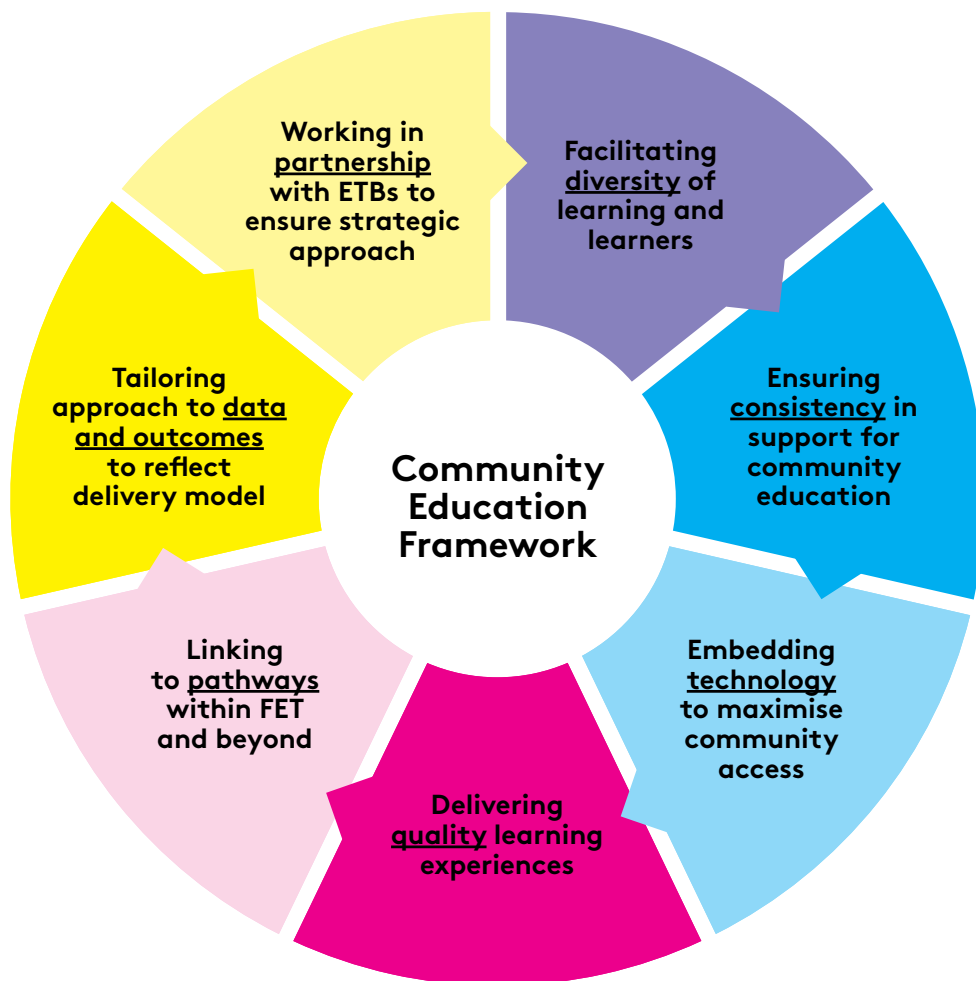 Working in
partnership
with ETBs to
ensure strategic
approach
Facilitating
diversity of
learning and
learners
Ensuring
consistency in
support for
community
education
Embedding
technology
to maximise
community
access
Delivering
quality learning
experiences
Linking
to pathways
within FET
and beyond
Tailoring
approach to data
and outcomes
to reflect
delivery model
Community
Education
Framework